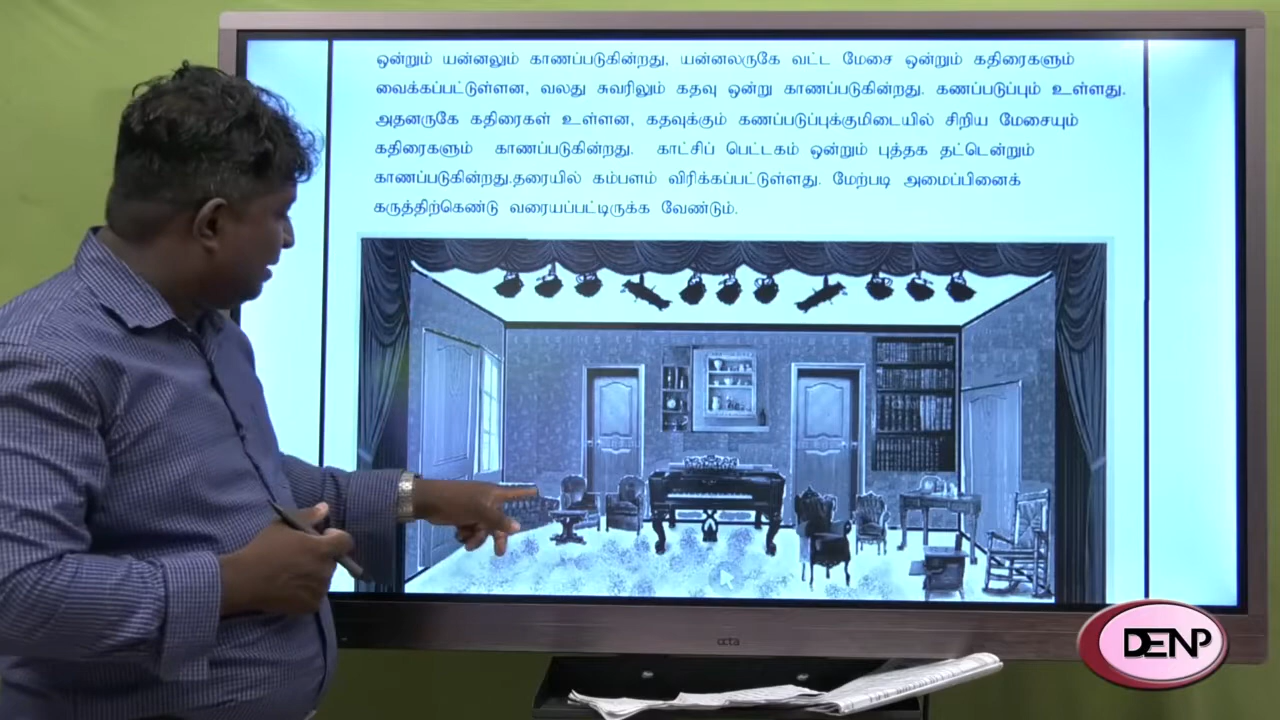 ஒன்றும் யன்னலும் காணப்படுகின்றது, யன்னலருகே வட்ட மேசை ஒன்றும் கதிரைகளும்
வைக்கப்பட்டுள்ளன, வலது சுவரிலும் கதவு ஒன்று காணப்படுகின்றது. கணப்படுப்பும் உள்ளது.
அதனருகே கதிரைகள் உள்ளன, கதவுக்கும் கணப்படுப்புக்குமிடையில் சிறிய மேசையும்
கதிரைகளும் காணப்படுகின்றது. காட்சிப் பெட்டகம் ஒன்றும் புத்தக தட்டென்றும்
காணப்படுகின்றது.தரையில் கம்பளம் விரிக்கப்பட்டுள்ளது. மேற்படி அமைப்பினைக்
கருத்திற்கெண்டு வரையப்பட்டிருக்க வேண்டும்.
octa
DENP